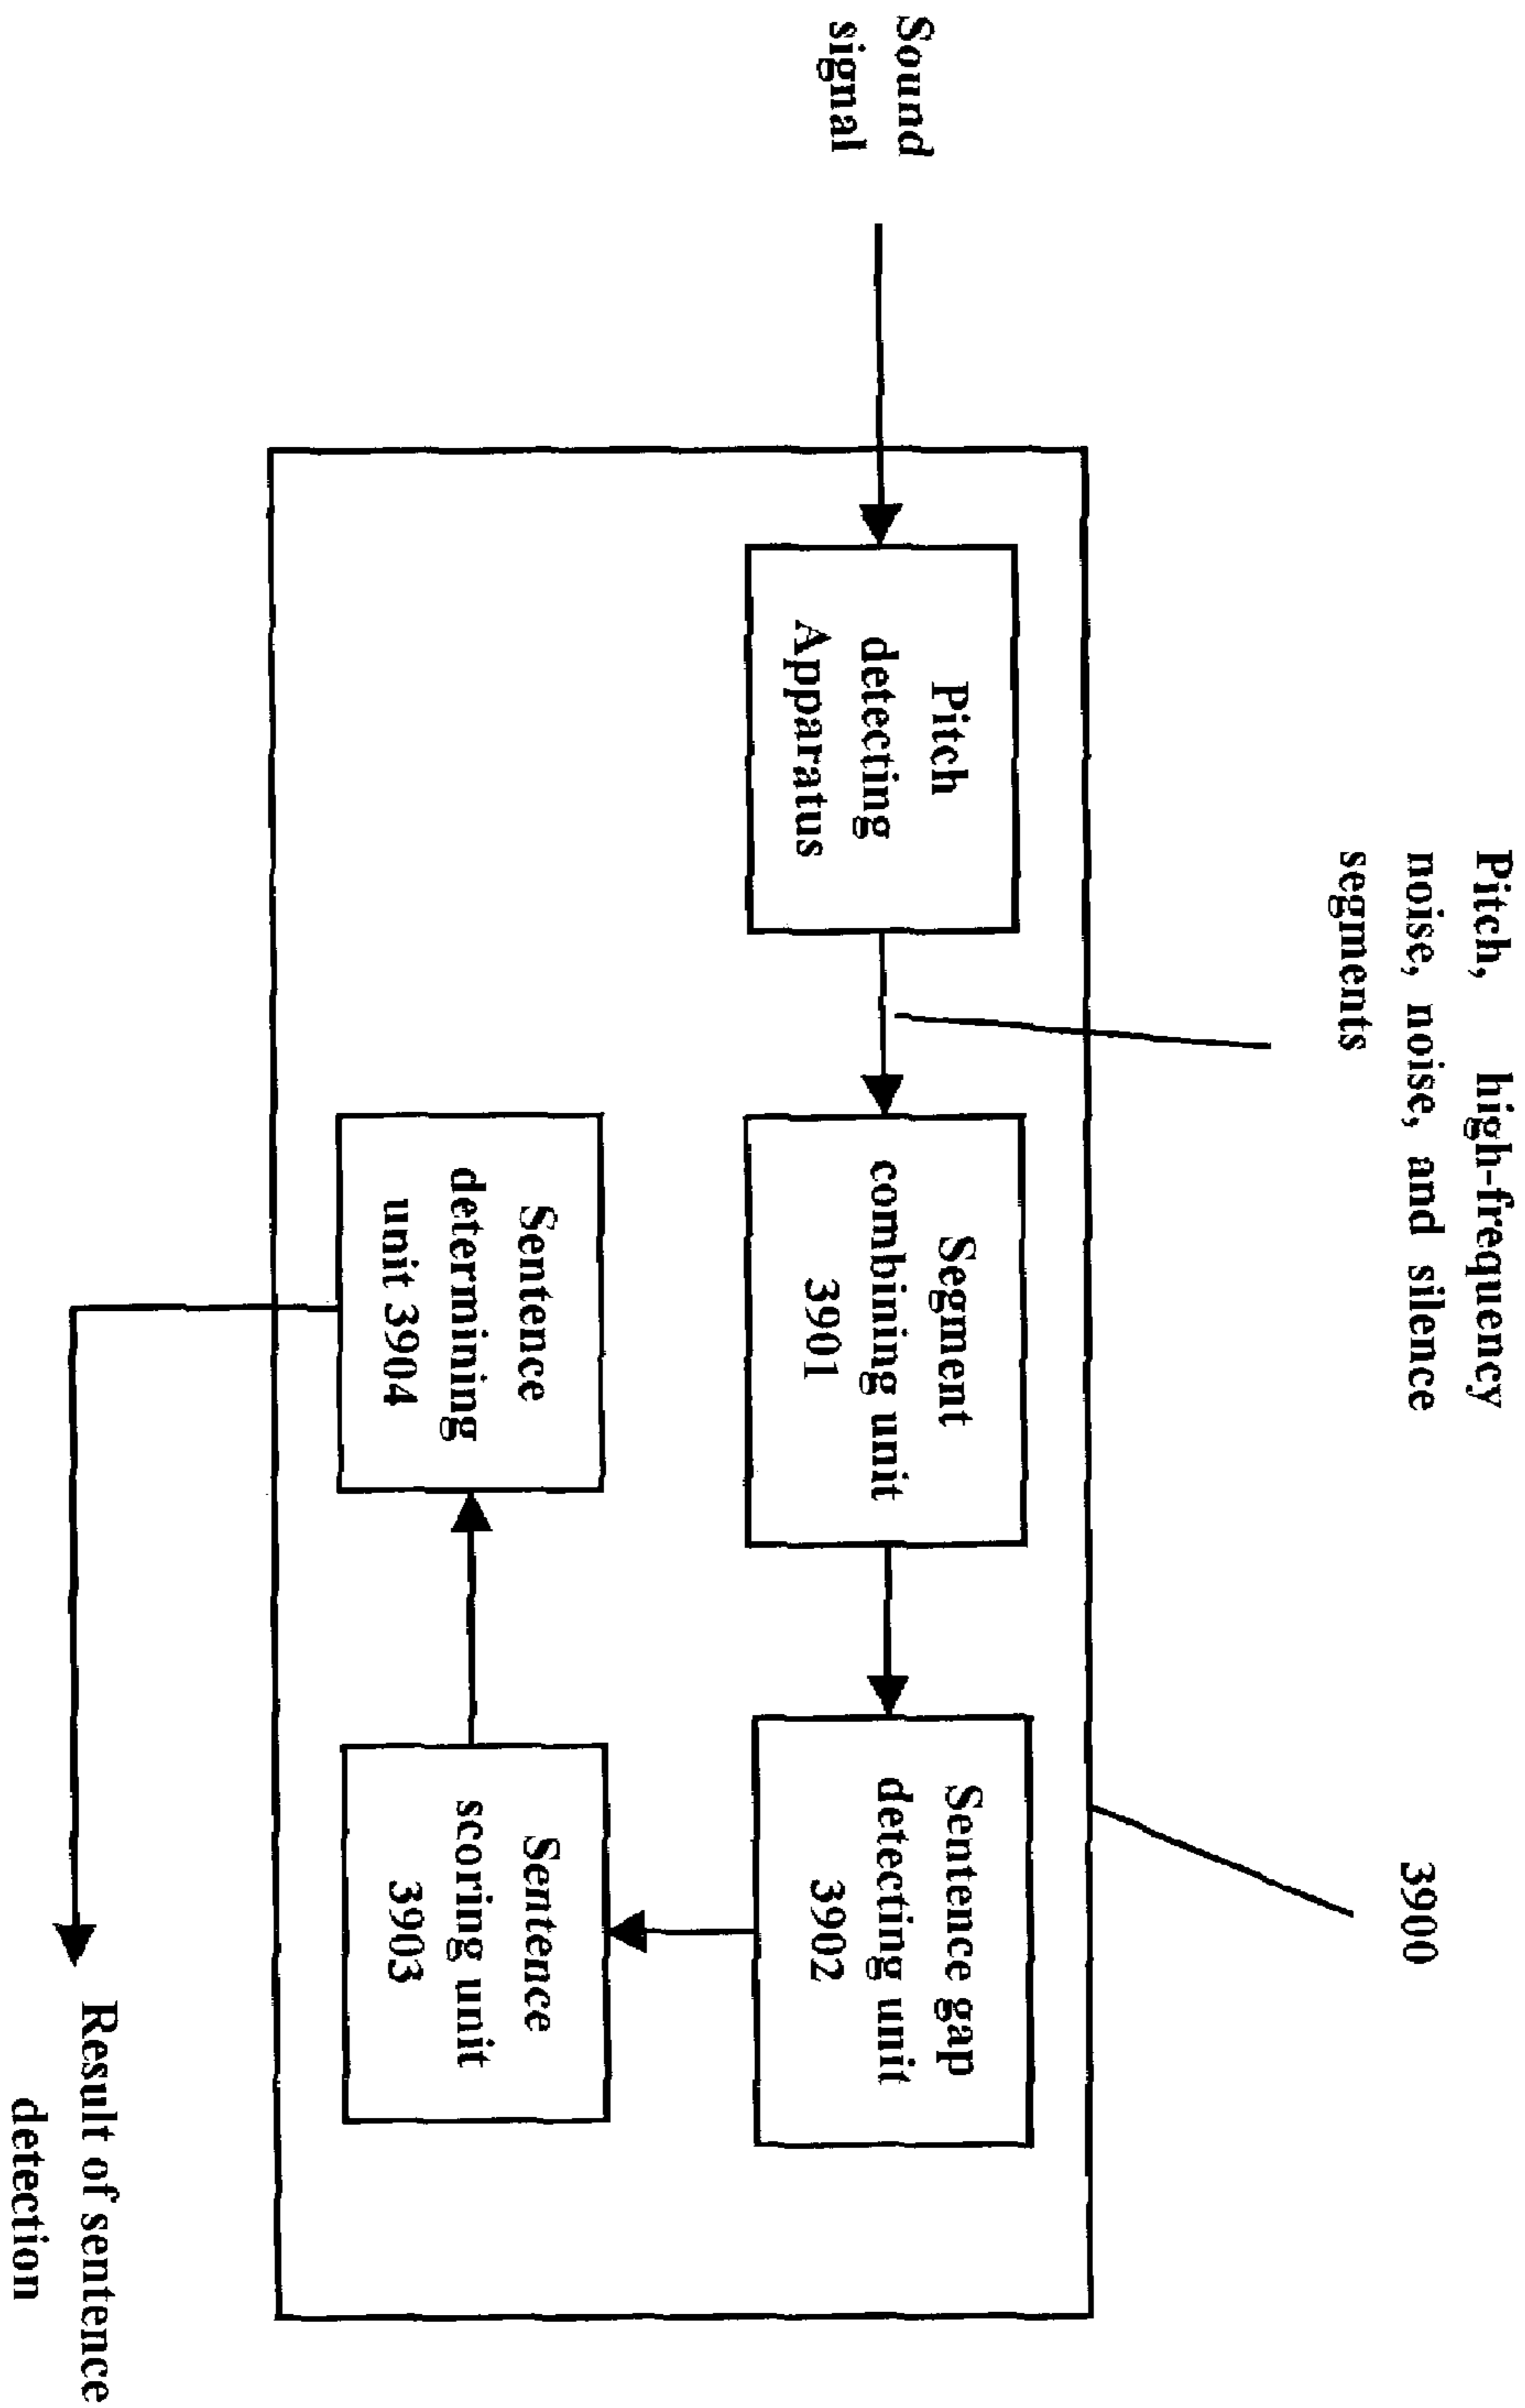 Pitch, high-frequency
noise, noise, and silence
segments
3900
Sound
signal
Pitch
detecting
Apparatus
Segment
combining unit
3901
Sentence gap
detecting unit
3902
Sentence
determining
unit 3904
Sentence
scoring unit
3903
Result of sentence
detection